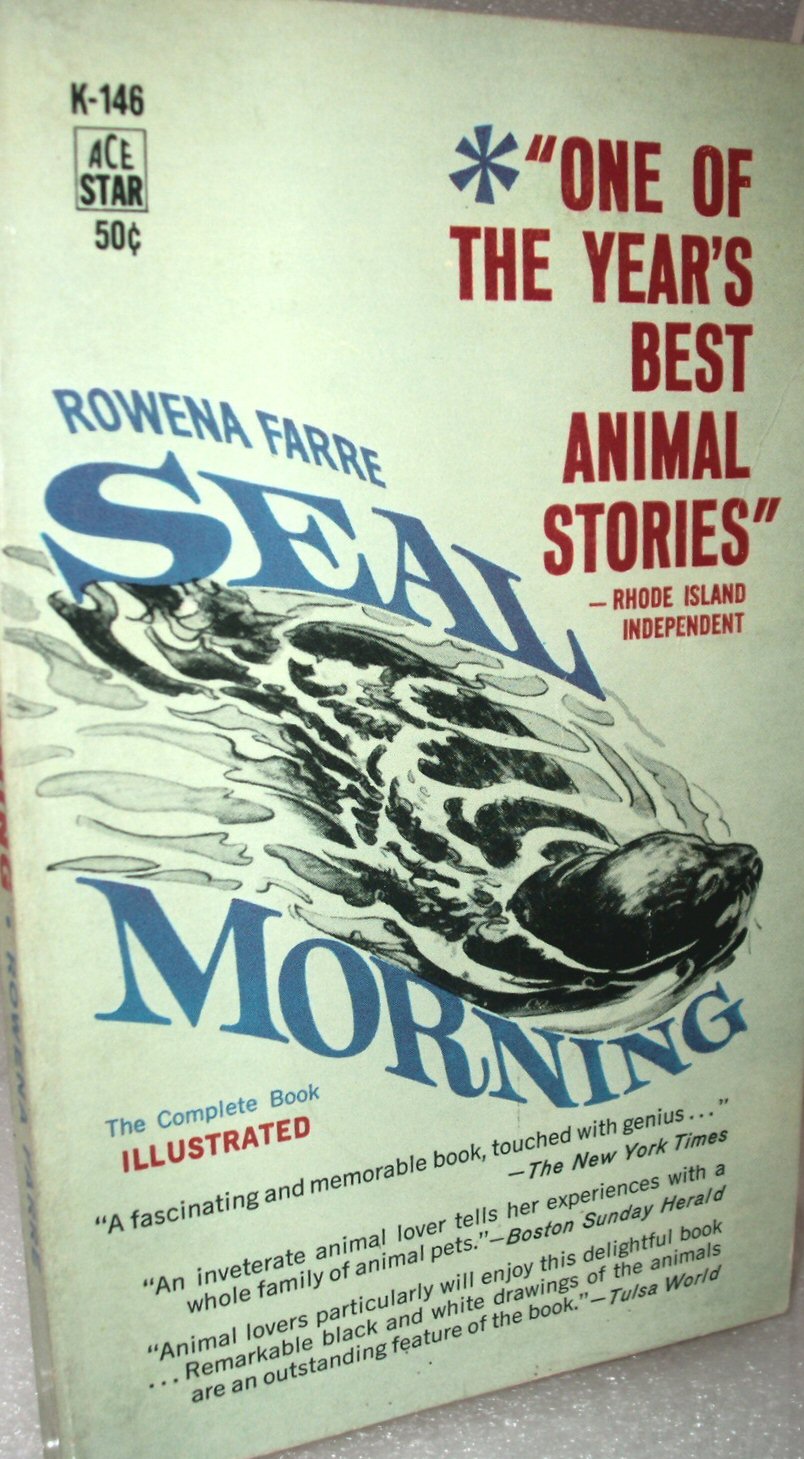 K-146
ACE
STAR
50¢
*"ONE OF
THE YEAR'S
BEST
ANIMAL
STORIES"
— RHODE ISLAND
INDEPENDENT
ROWENA FARRE
SEAL
MORNING
The Complete Book
ILLUSTRATED
"A fascinating and memorable book, touched with genius . . ."
—The New York Times
"An inveterate animal lover tells her experiences with a
whole family of animal pets."—Boston Sunday Herald
"Animal lovers particularly will enjoy this delightful book
. . . Remarkable black and white drawings of the animals
are an outstanding feature of the book."—Tulsa World
• ROWENA FARRE